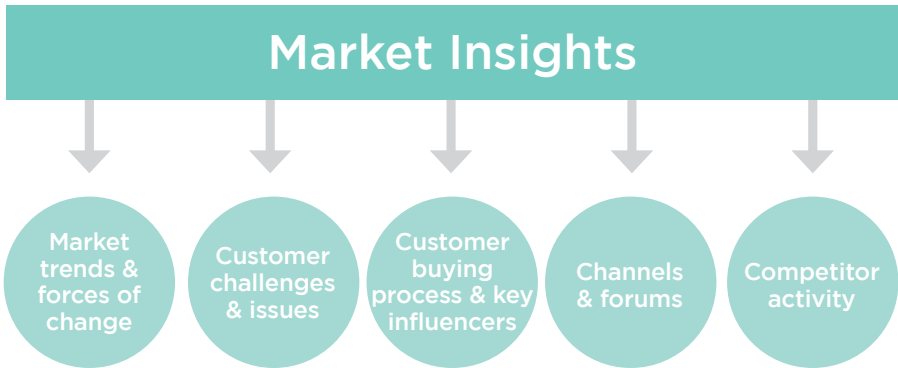 Market Insights
Market
trends &
forces of
change
Customer
challenges
& issues
Customer
buying
process & key
influencers
Channels
& forums
Competitor
activity